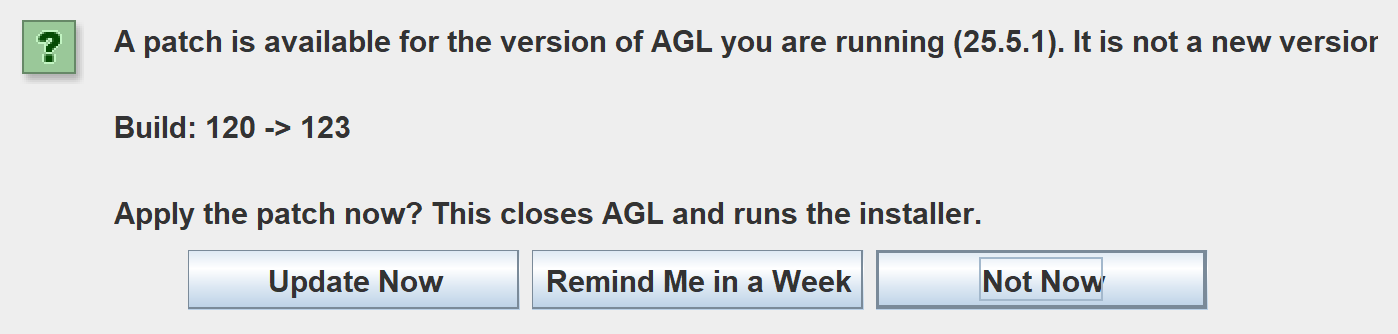 A patch is available for the version of AGL you are running (25.5.1). It is not a new version
Build: 120 -> 123
Apply the patch now? This closes AGL and runs the installer.
Update Now
Remind Me in a Week
Not Now